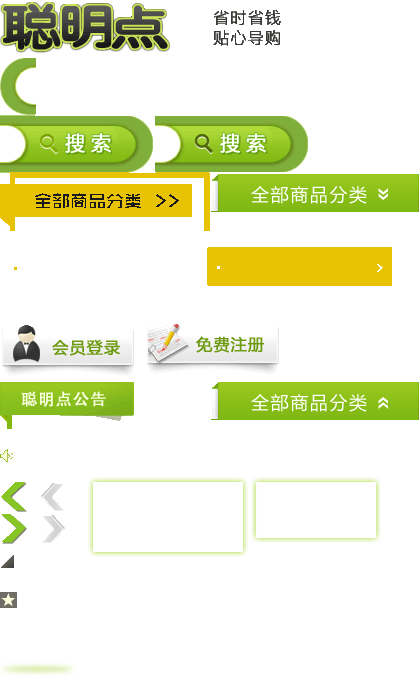 聪明点
省时省钱
贴心导购
搜索
搜索
全部商品分类 >>
全部商品分类
会员登录
免费注册
聪明点公告
全部商品分类